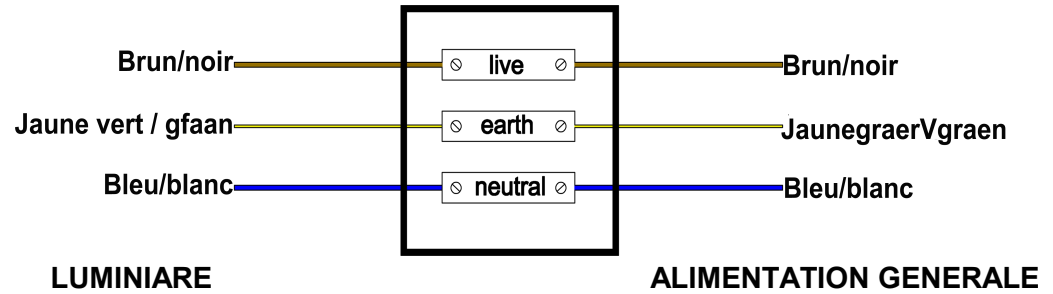 Brun/noir live Brun/noir
Jaune vert / gfaan earth JaunegraerVgraen
Bleu/blanc neutral Bleu/blanc
LUMINIARE ALIMENTATION GENERALE